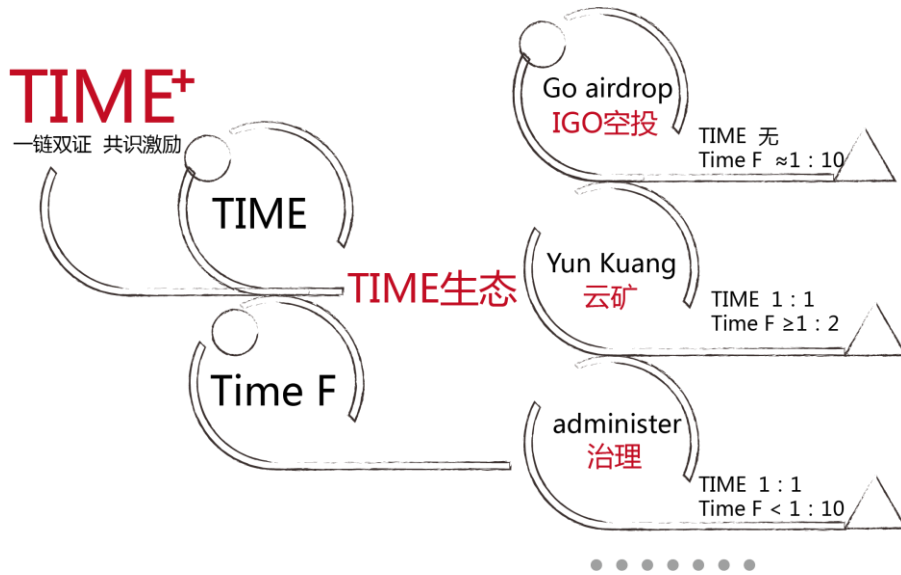 TIME+
一链双证 共识激励
TIME
Time F
TIME生态
Go airdrop
IGO空投
TIME 无
Time F ≈1：10
Yun Kuang
云矿
TIME 1：1
Time F ≥1：2
administer
治理
TIME 1：1
Time F < 1：10